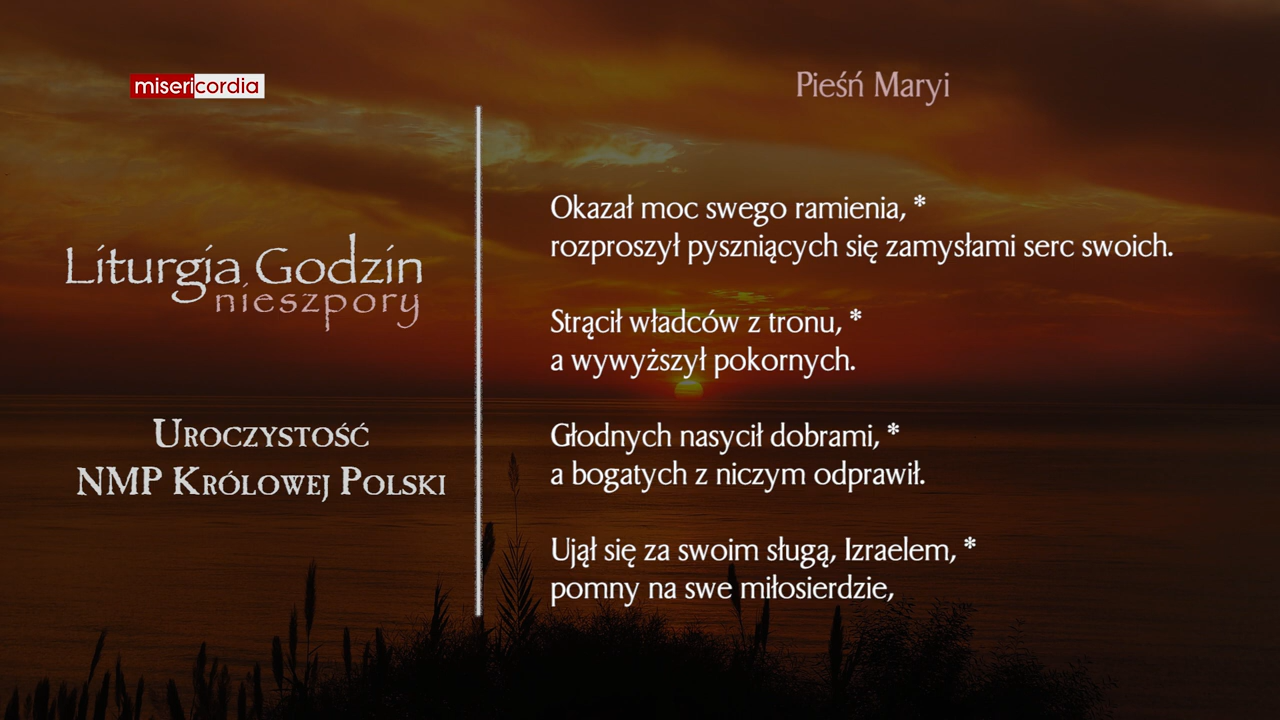 misericordia
Liturgia Godzin
nieszpory
Uroczystość
NMP Królowej Polski
Pieśń Maryi
Okazał moc swego ramienia, *
rozproszył pyszniących się zamysłami serc swoich.
Strącił władców z tronu, *
a wywyższył pokornych.
Głodnych nasycił dobrami, *
a bogatych z niczym odprawił.
Ujął się za swoim sługą, Izraelem, *
pomny na swe miłosierdzie,